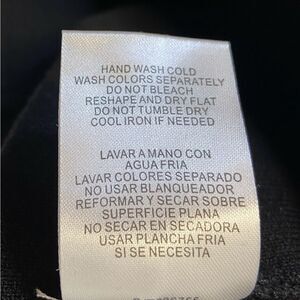 HAND WASH COLD
WASH COLORS SEPARATELY
DO NOT BLEACH
RESHAPE AND DRY FLAT
DO NOT TUMBLE DRY
COOL IRON IF NEEDED
LAVAR A MANO CON
AGUA FRIA
LAVAR COLORES SEPARADO
NO USAR BLANQUEADOR
REFORMAR Y SECAR SOBRE
SUPERFICIE PLANA
NO SECAR EN SECADORA
USAR PLANCHA FRIA
SI SE NECESITA